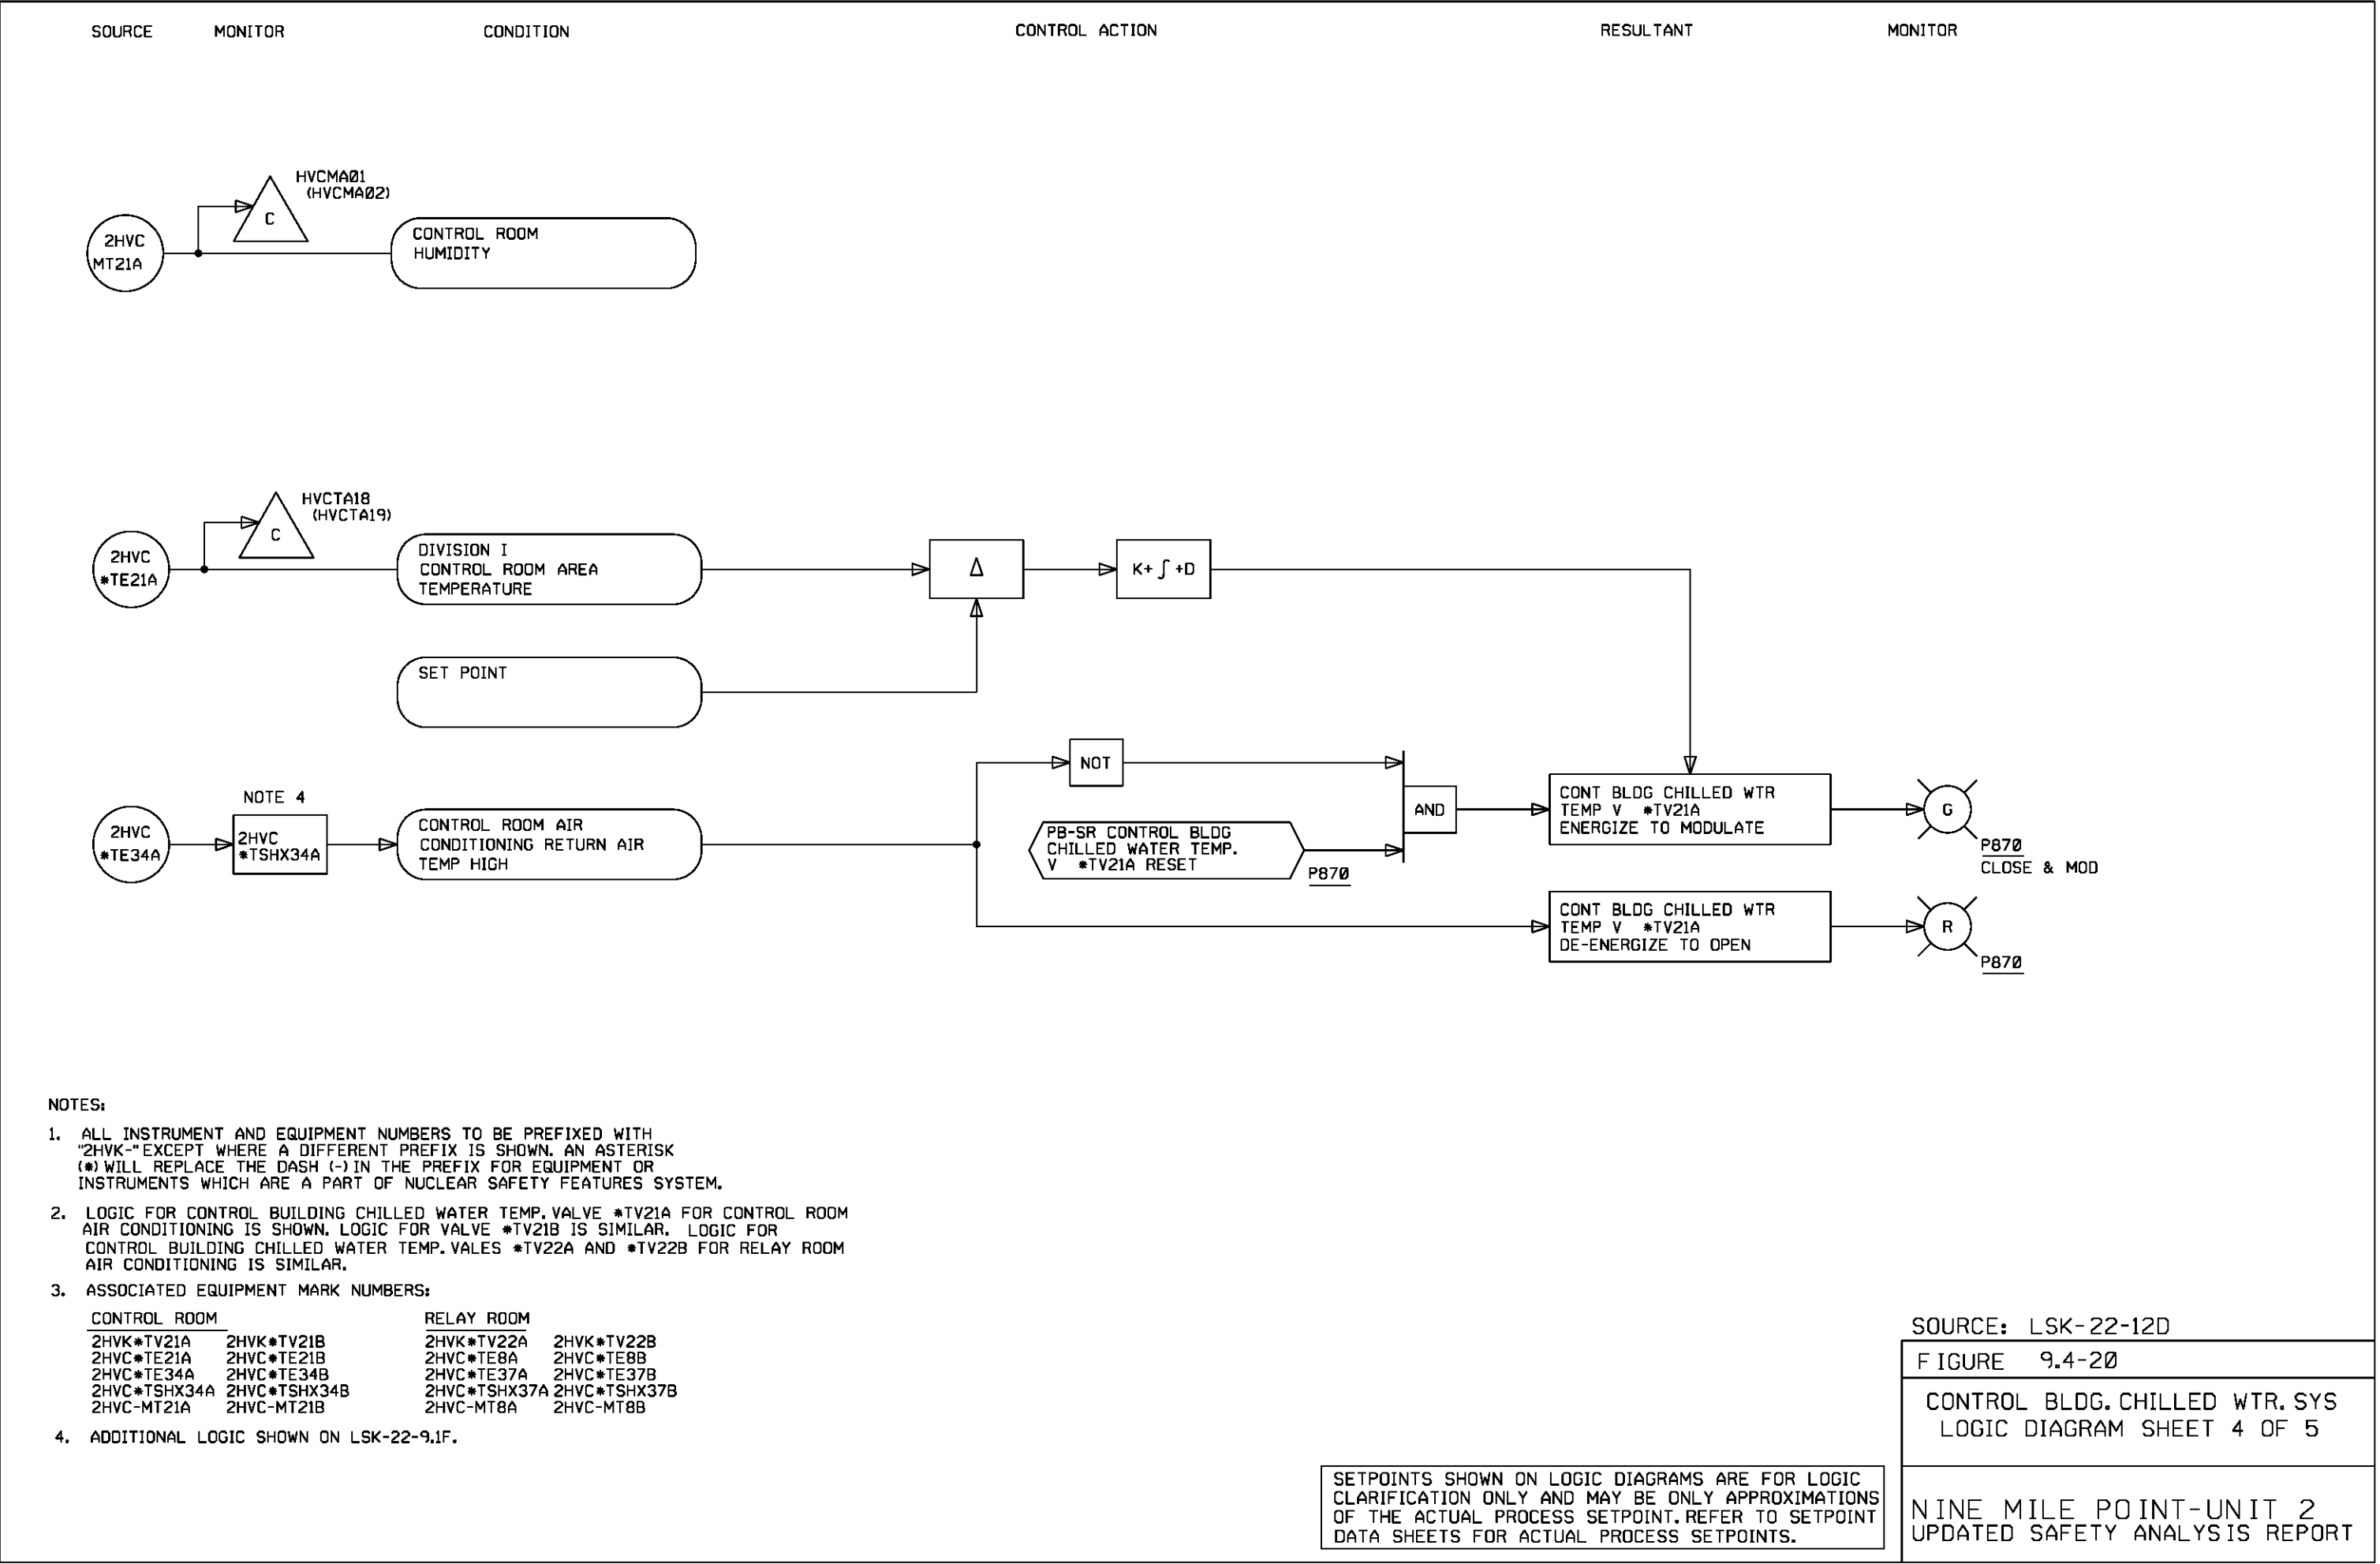 SOURCE MONITOR CONDITION CONTROL ACTION RESULTANT MONITOR
HVCMAØ1
(HVCMAØ2)
C
2HVC
MT21A
CONTROL ROOM
HUMIDITY
HVCTA18
(HVCTA19)
C
2HVC
*TE21A
DIVISION I
CONTROL ROOM AREA
TEMPERATURE
Δ
K+ ∫ +D
SET POINT
NOTE 4
2HVC
*TE34A
2HVC
*TSHX34A
CONTROL ROOM AIR
CONDITIONING RETURN AIR
TEMP HIGH
NOT
PB-SR CONTROL BLDG
CHILLED WATER TEMP.
V *TV21A RESET
P87Ø
AND
CONT BLDG CHILLED WTR
TEMP V *TV21A
ENERGIZE TO MODULATE
G
P87Ø
CLOSE & MOD
CONT BLDG CHILLED WTR
TEMP V *TV21A
DE-ENERGIZE TO OPEN
R
P87Ø
NOTES:
1. ALL INSTRUMENT AND EQUIPMENT NUMBERS TO BE PREFIXED WITH
"2HVK-" EXCEPT WHERE A DIFFERENT PREFIX IS SHOWN. AN ASTERISK
(*) WILL REPLACE THE DASH (-) IN THE PREFIX FOR EQUIPMENT OR
INSTRUMENTS WHICH ARE A PART OF NUCLEAR SAFETY FEATURES SYSTEM.
2. LOGIC FOR CONTROL BUILDING CHILLED WATER TEMP. VALVE *TV21A FOR CONTROL ROOM
AIR CONDITIONING IS SHOWN. LOGIC FOR VALVE *TV21B IS SIMILAR. LOGIC FOR
CONTROL BUILDING CHILLED WATER TEMP. VALES *TV22A AND *TV22B FOR RELAY ROOM
AIR CONDITIONING IS SIMILAR.
3. ASSOCIATED EQUIPMENT MARK NUMBERS:
CONTROL ROOM RELAY ROOM
2HVK*TV21A 2HVK*TV21B 2HVK*TV22A 2HVK*TV22B
2HVC*TE21A 2HVC*TE21B 2HVC*TE8A 2HVC*TE8B
2HVC*TE34A 2HVC*TE34B 2HVC*TE37A 2HVC*TE37B
2HVC*TSHX34A 2HVC*TSHX34B 2HVC*TSHX37A 2HVC*TSHX37B
2HVC-MT21A 2HVC-MT21B 2HVC-MT8A 2HVC-MT8B
4. ADDITIONAL LOGIC SHOWN ON LSK-22-9.1F.
SETPOINTS SHOWN ON LOGIC DIAGRAMS ARE FOR LOGIC
CLARIFICATION ONLY AND MAY BE ONLY APPROXIMATIONS
OF THE ACTUAL PROCESS SETPOINT. REFER TO SETPOINT
DATA SHEETS FOR ACTUAL PROCESS SETPOINTS.
SOURCE: LSK-22-12D
FIGURE 9.4-2Ø
CONTROL BLDG. CHILLED WTR. SYS
LOGIC DIAGRAM SHEET 4 OF 5
NINE MILE POINT-UNIT 2
UPDATED SAFETY ANALYSIS REPORT